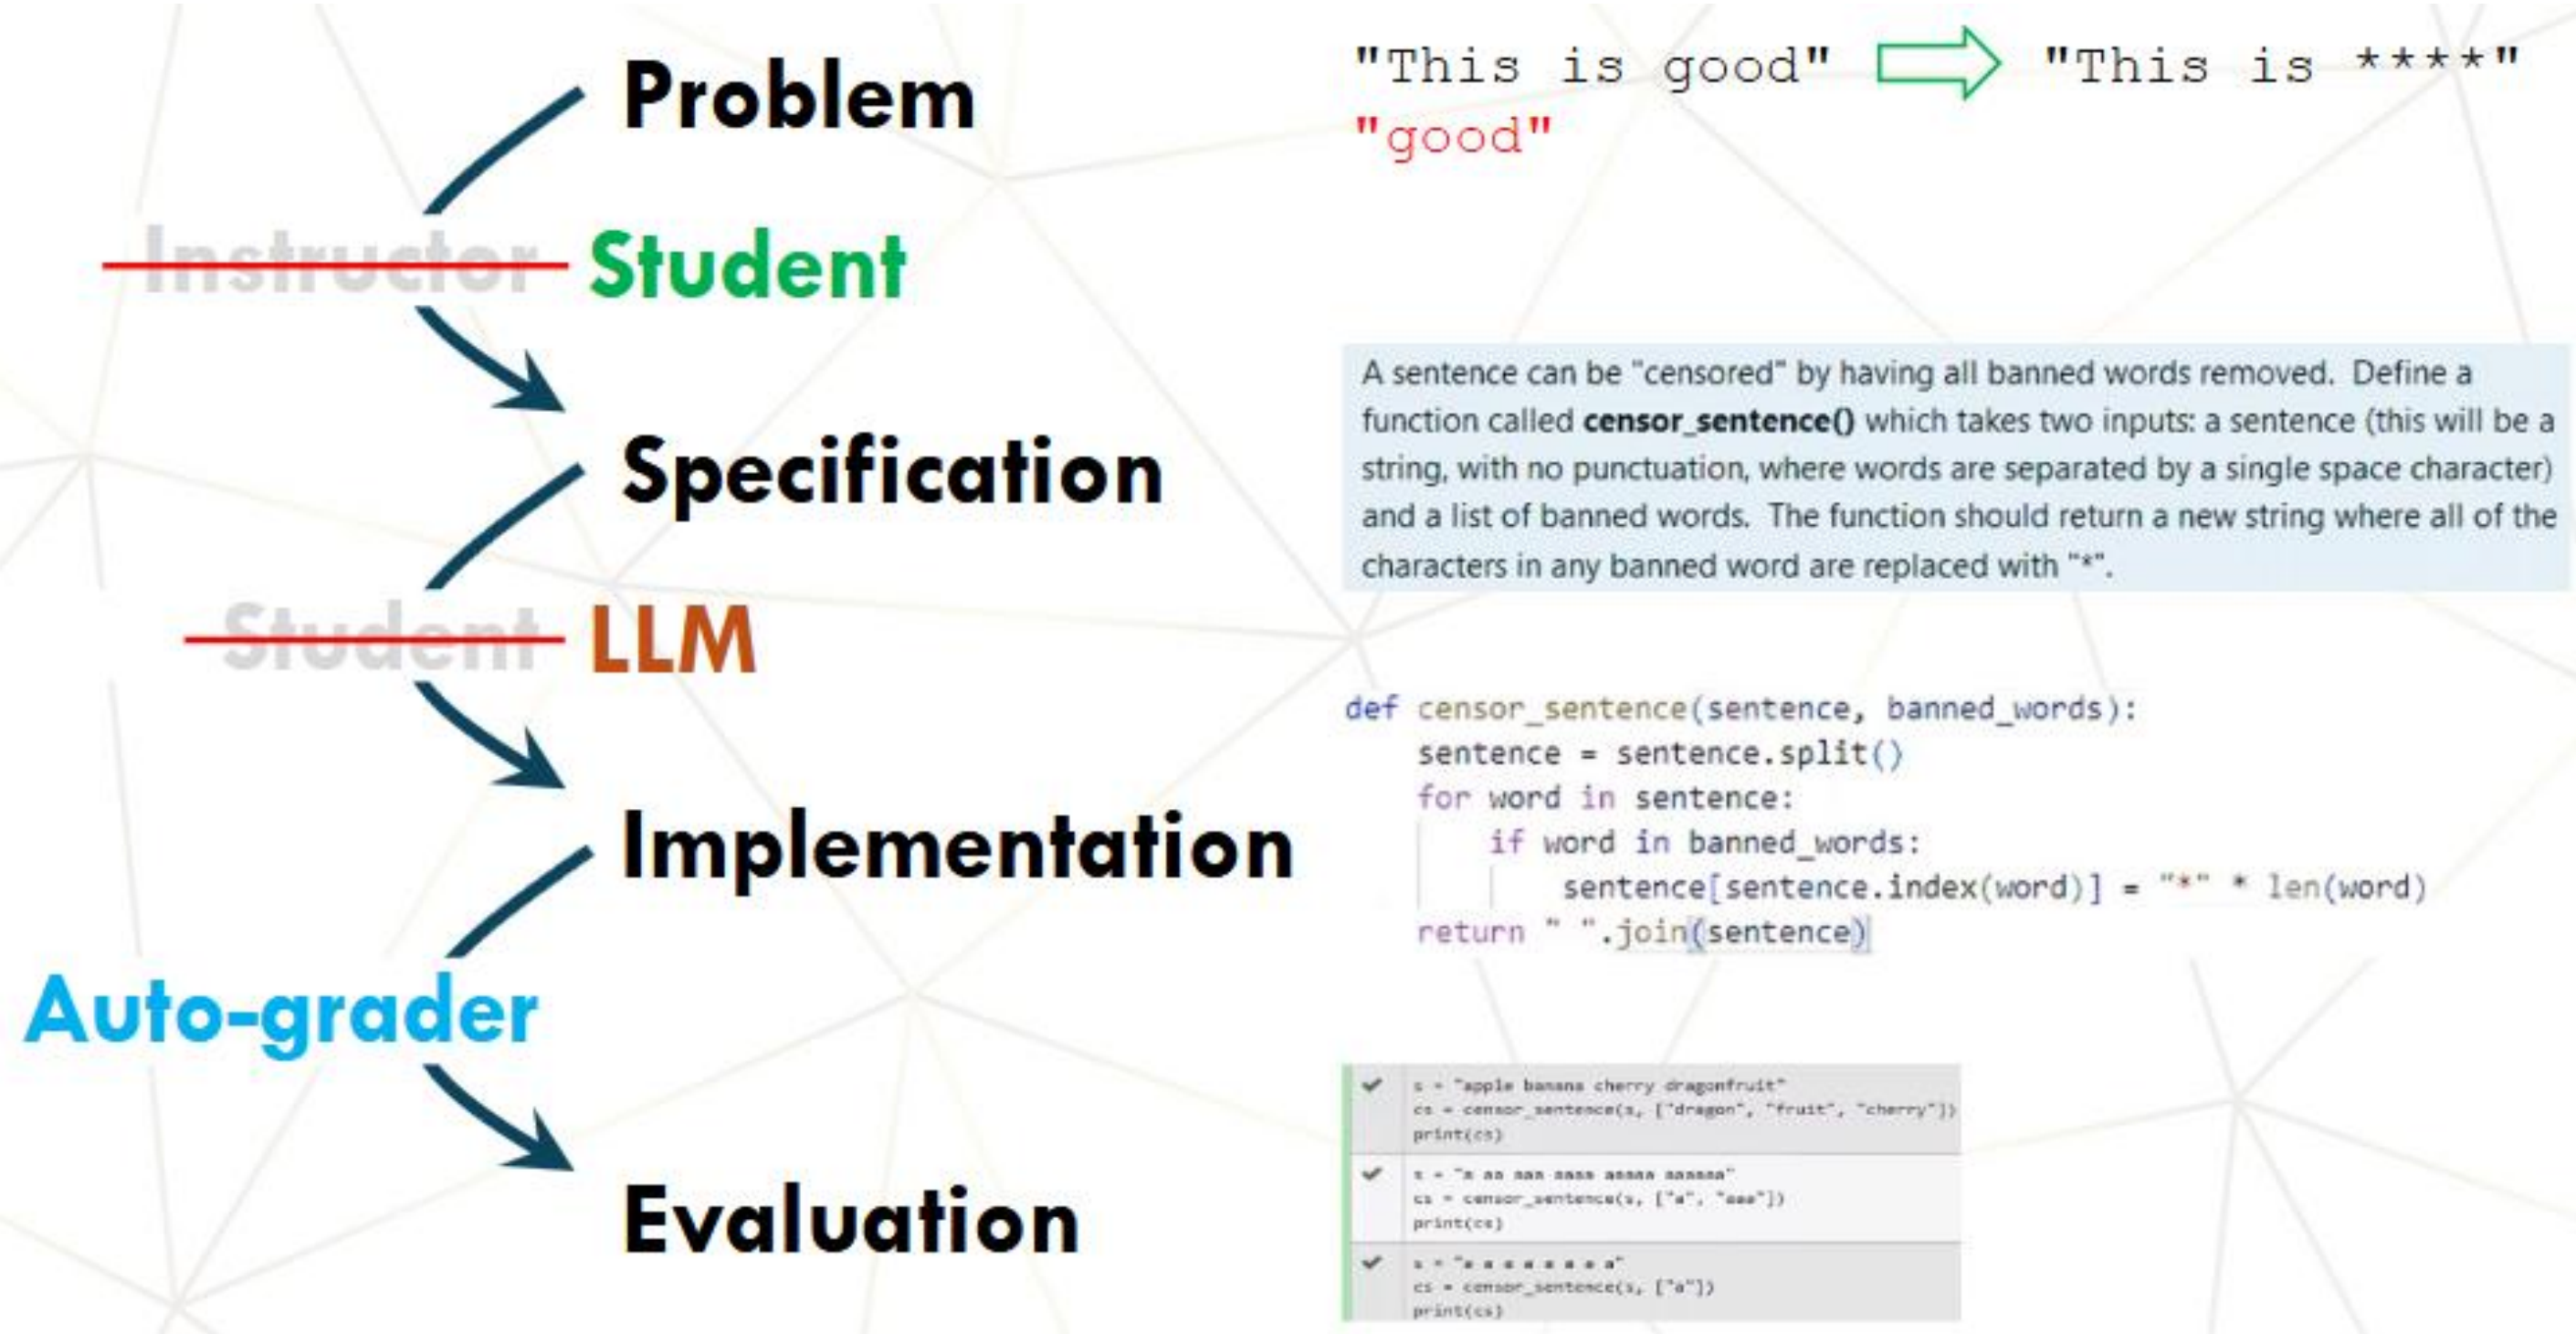 Problem
"This is good" "This is ****"
"good"
Instructor Student
Specification
A sentence can be "censored" by having all banned words removed. Define a
function called censor_sentence() which takes two inputs: a sentence (this will be a
string, with no punctuation, where words are separated by a single space character)
and a list of banned words. The function should return a new string where all of the
characters in any banned word are replaced with "*".
Student LLM
def censor_sentence(sentence, banned_words):
sentence = sentence.split()
for word in sentence:
if word in banned_words:
sentence[sentence.index(word)] = "*" * len(word)
return " ".join(sentence)
Implementation
Auto-grader
s = "apple banana cherry dragonfruit"
cs = censor_sentence(s, ["dragon", "fruit", "cherry"])
print(cs)
s = "a aa aaa aaaa aaaaa aaaaaa"
cs = censor_sentence(s, ["a", "aaa"])
print(cs)
s = "a a a a a a a a"
cs = censor_sentence(s, ["a"])
print(cs)
Evaluation